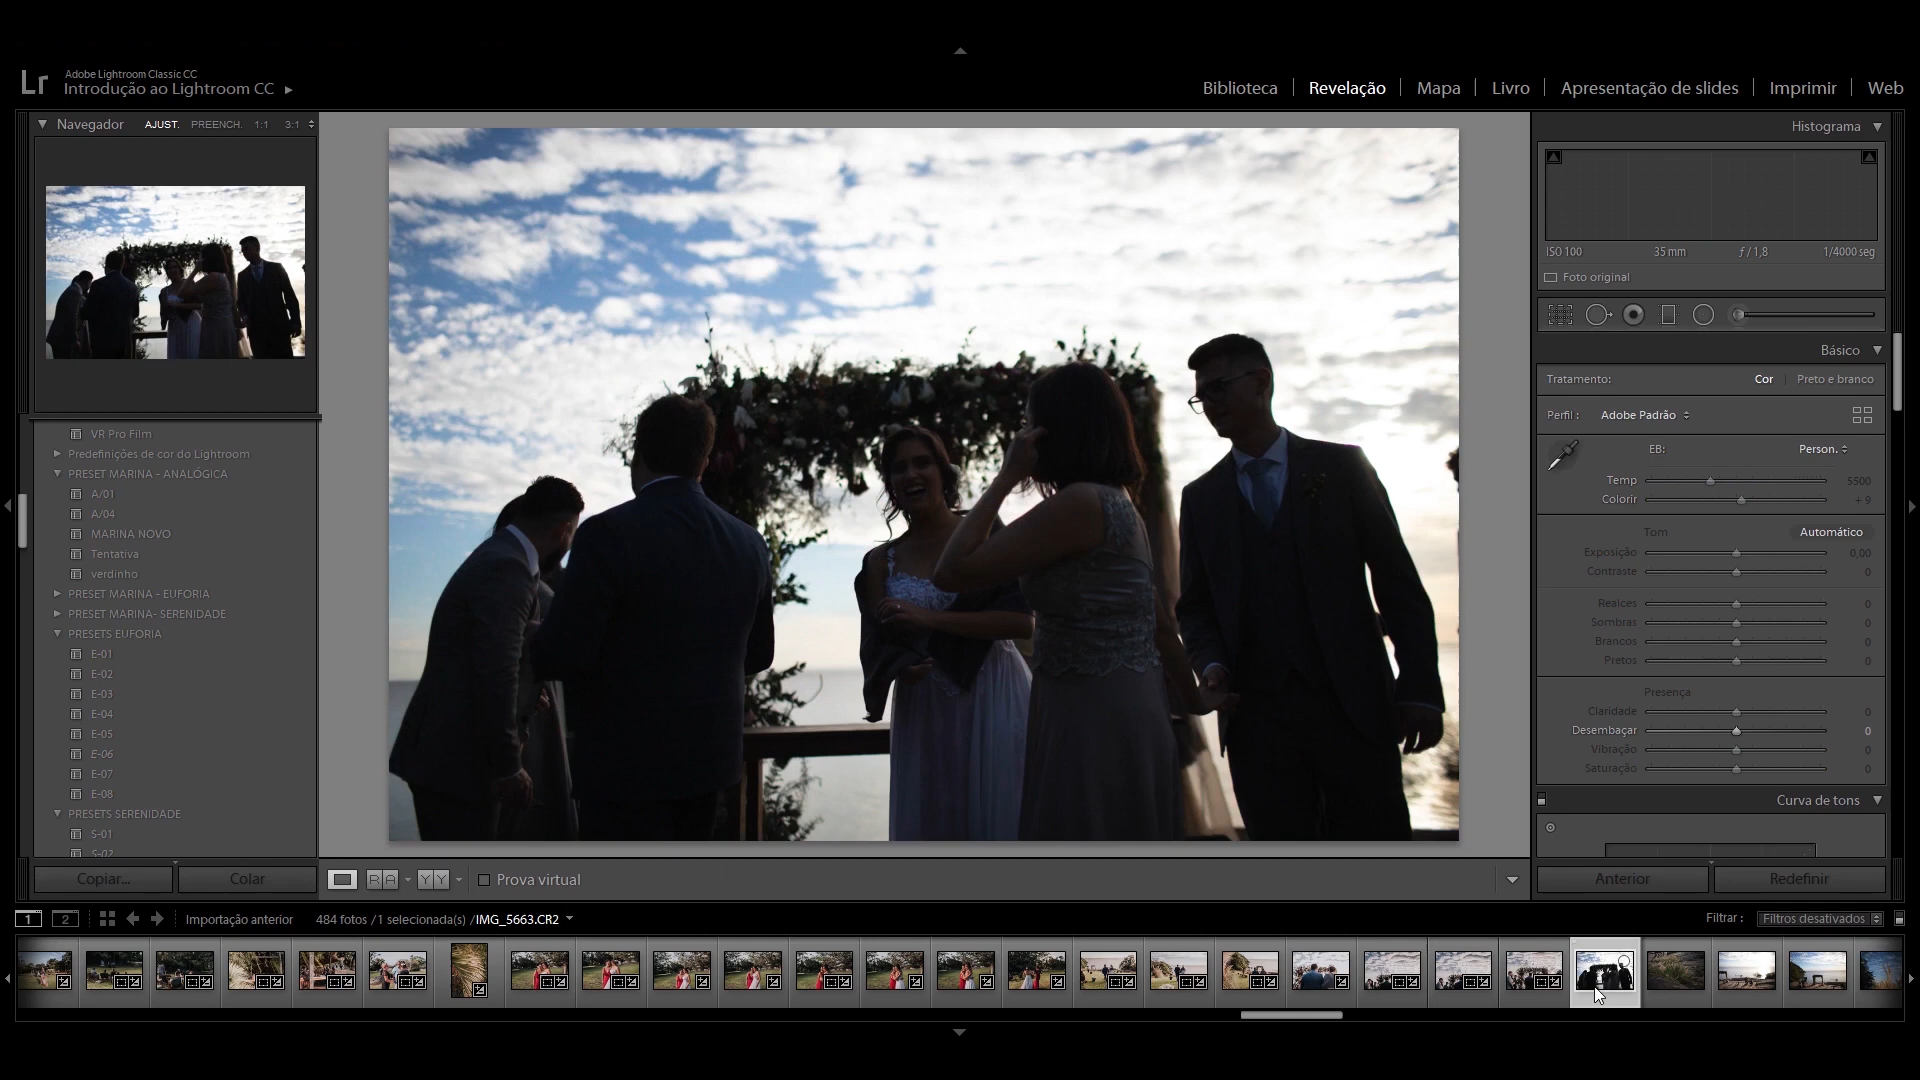 Lr
Adobe Lightroom Classic CC
Introdução ao Lightroom CC
Biblioteca | Revelação | Mapa | Livro | Apresentação de slides | Imprimir | Web
Navegador AJUST. PREENCH. 1:1 3:1
VR Pro Film
Predefinições de cor do Lightroom
PRESET MARINA - ANALÓGICA
A/01
A/04
MARINA NOVO
Tentativa
verdinho
PRESET MARINA - EUFORIA
PRESET MARINA- SERENIDADE
PRESETS EUFORIA
E-01
E-02
E-03
E-04
E-05
E-06
E-07
E-08
PRESETS SERENIDADE
S-01
S-02
Copiar... Colar
R A Y Y Prova virtual
Histograma
ISO 100 35 mm ƒ / 1,8 1/4000 seg
Foto original
Básico
Tratamento: Cor | Preto e branco
Perfil : Adobe Padrão
EB: Person.
Temp 5500
Colorir + 9
Tom Automático
Exposição 0,00
Contraste 0
Realces 0
Sombras 0
Brancos 0
Pretos 0
Presença
Claridade 0
Desembaçar 0
Vibração 0
Saturação 0
Curva de tons
Anterior Redefinir
1 2 Importação anterior 484 fotos /1 selecionada(s) /IMG_5663.CR2 Filtrar : Filtros desativados